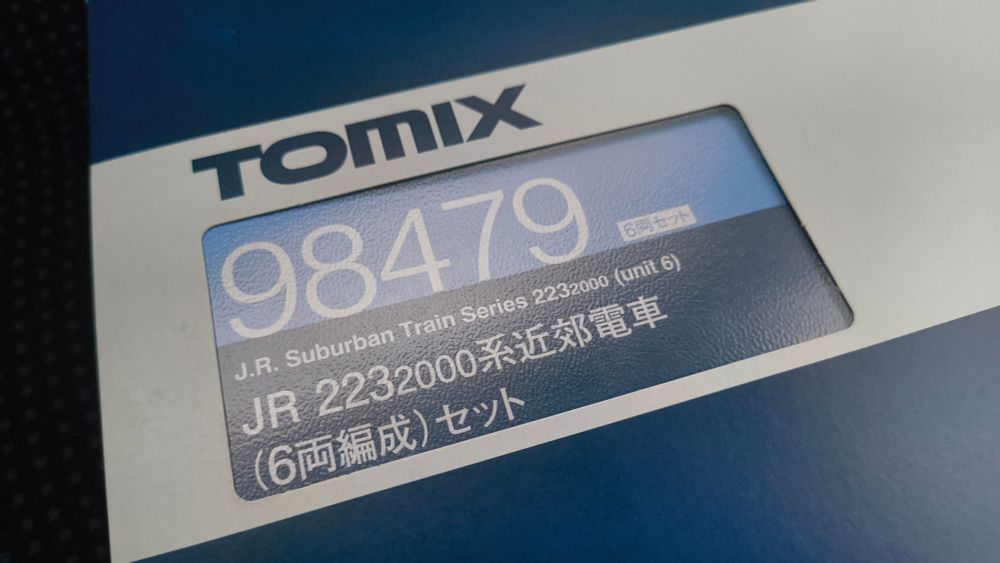 TOMIX
98479 6両セット
J.R. Suburban Train Series 2232000 (unit 6)
JR 2232000系近郊電車
(6両編成)セット